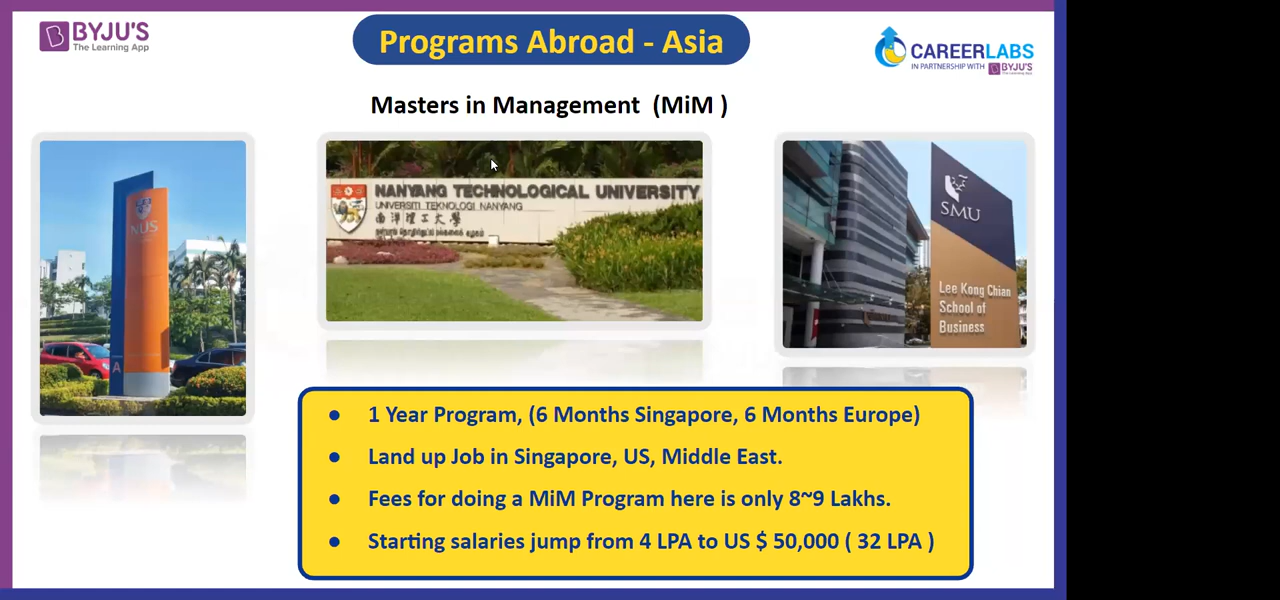 BYJU'S
The Learning App
Programs Abroad - Asia
CAREERLABS
IN PARTNERSHIP WITH BYJU'S
The Learning App
Masters in Management (MiM )
NUS
A
NANYANG TECHNOLOGICAL UNIVERSITY
UNIVERSITI TEKNOLOGI NANYANG
南洋理工大學
SMU
Lee Kong Chian
School of
Business
● 1 Year Program, (6 Months Singapore, 6 Months Europe)
● Land up Job in Singapore, US, Middle East.
● Fees for doing a MiM Program here is only 8~9 Lakhs.
● Starting salaries jump from 4 LPA to US $ 50,000 ( 32 LPA )